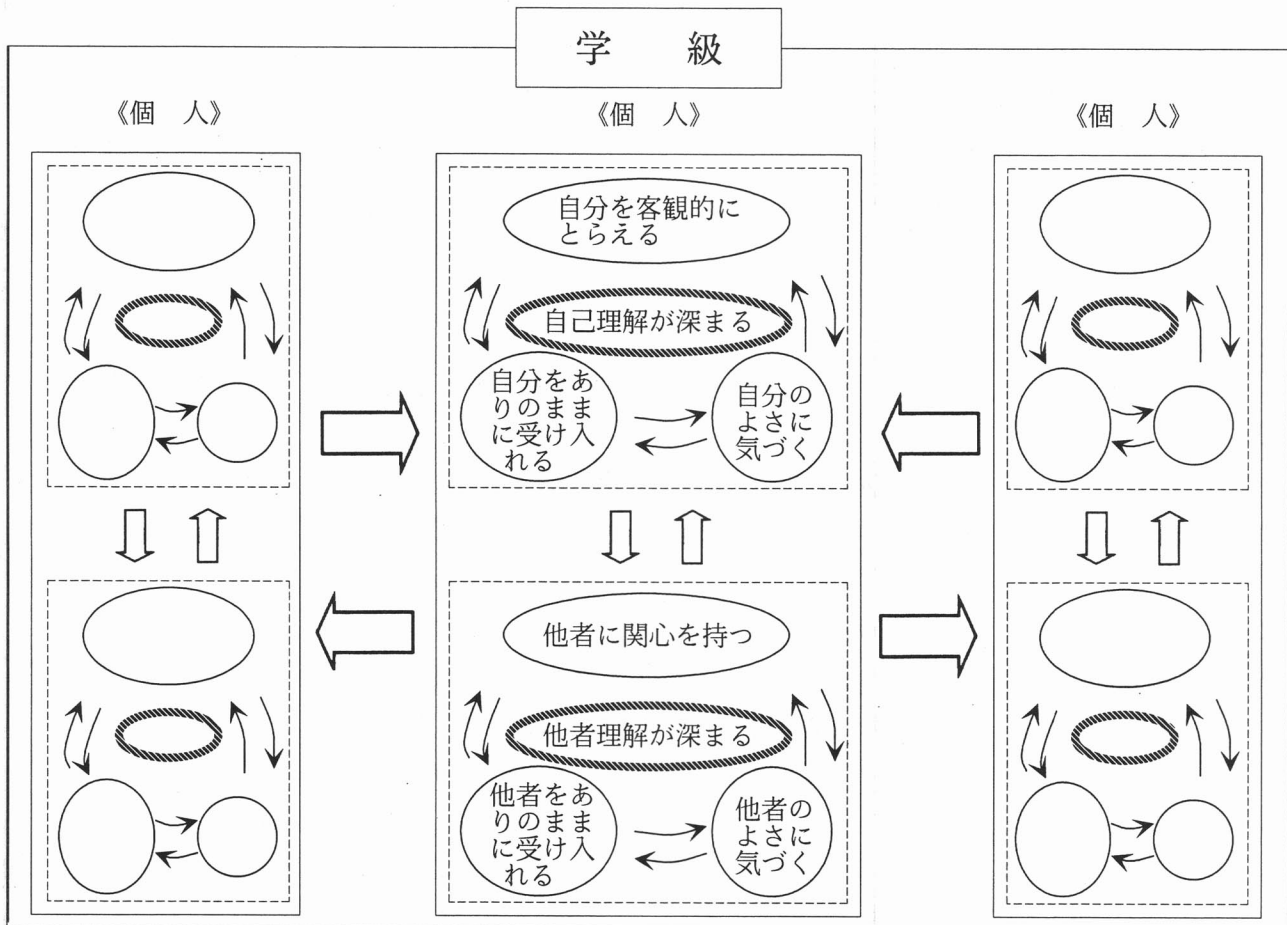 学　級
《個　人》
《個　人》
《個　人》
自分を客観的に
とらえる
自己理解が深まる
自分をあ
りのまま
に受け入
れる
自分の
よさに
気づく
他者に関心を持つ
他者理解が深まる
他者をあ
りのまま
に受け入
れる
他者の
よさに
気づく